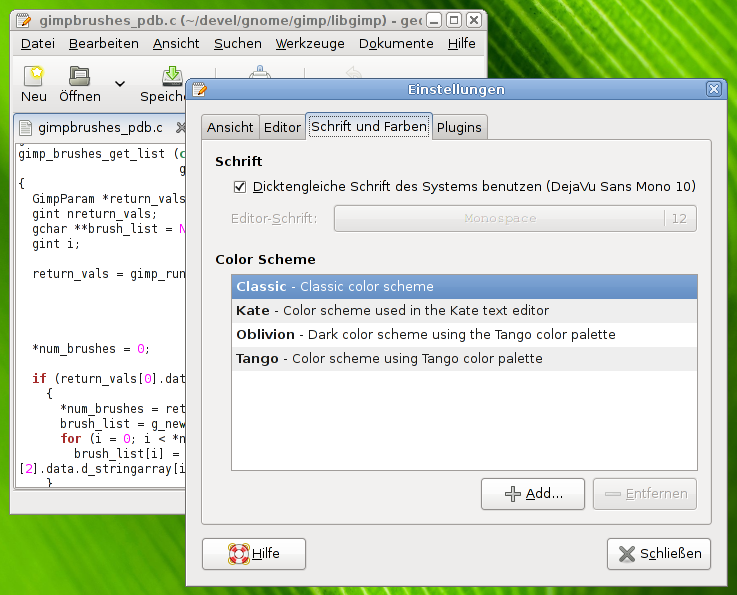 gimpbrushes_pdb.c (~/devel/gnome/gimp/libgimp) - ged
Datei Bearbeiten Ansicht Suchen Werkzeuge Dokumente Hilfe
Neu Öffnen
gimpbrushes_pdb.c
gimp_brushes_get_list (
{
GimpParam *return_vals
gint nreturn_vals;
gchar **brush_list =
gint i;
return_vals =
*num_brushes = 0;
if (return_vals[0].dat
{
*num_brushes =
brush_list =
for (i = 0; i <
brush_list[i] =
[2].data.d_stringarray[i
}
Einstellungen
Ansicht Editor Schrift und Farben Plugins
Schrift
Dicktengleiche Schrift des Systems benutzen (DejaVu Sans Mono 10)
Editor-Schrift: Monospace 12
Color Scheme
Classic - Classic color scheme
Kate - Color scheme used in the Kate text editor
Oblivion - Dark color scheme using the Tango color palette
Tango - Color scheme using Tango color palette
Add... Entfernen
Hilfe Schließen